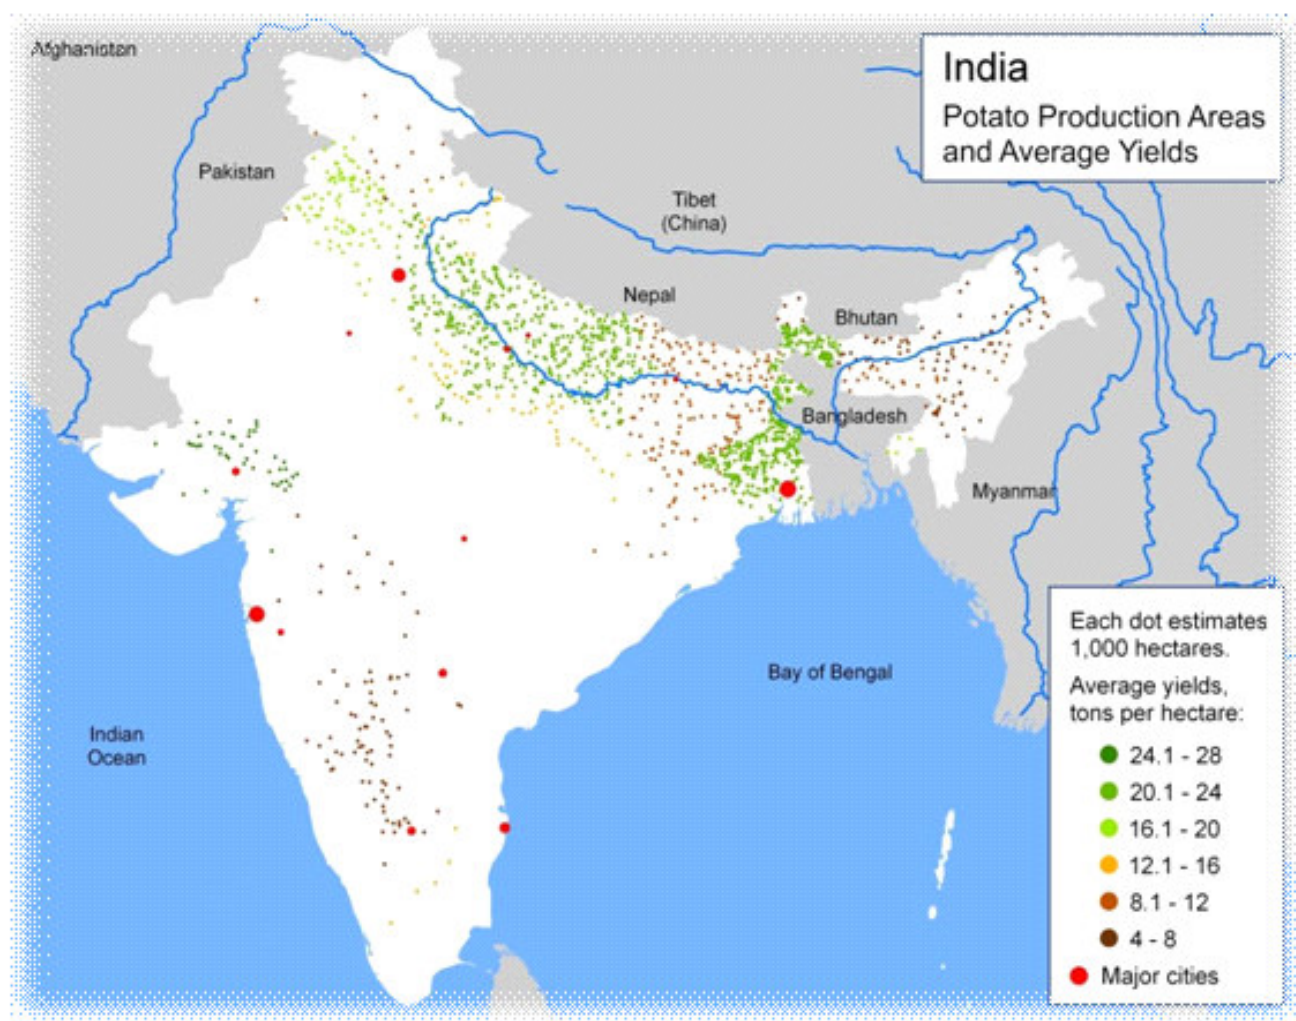 Afghanistan
India
Potato Production Areas
and Average Yields
Pakistan
Tibet
(China)
Nepal
Bhutan
Bangladesh
Myanmar
Each dot estimates
1,000 hectares.
Average yields,
tons per hectare:
24.1 - 28
20.1 - 24
16.1 - 20
12.1 - 16
8.1 - 12
4 - 8
Major cities
Bay of Bengal
Indian
Ocean